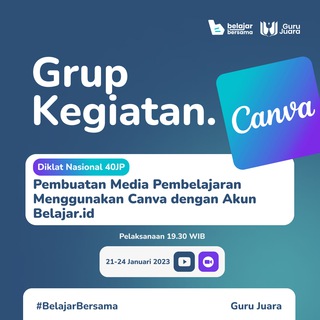 belajar
bersama
Guru
Juara
Grup
Kegiatan.
Canva
Diklat Nasional 40JP
Pembuatan Media Pembelajaran
Menggunakan Canva dengan Akun
Belajar.id
Pelaksanaan 19.30 WIB
21-24 Januari 2023
#BelajarBersama
Guru Juara